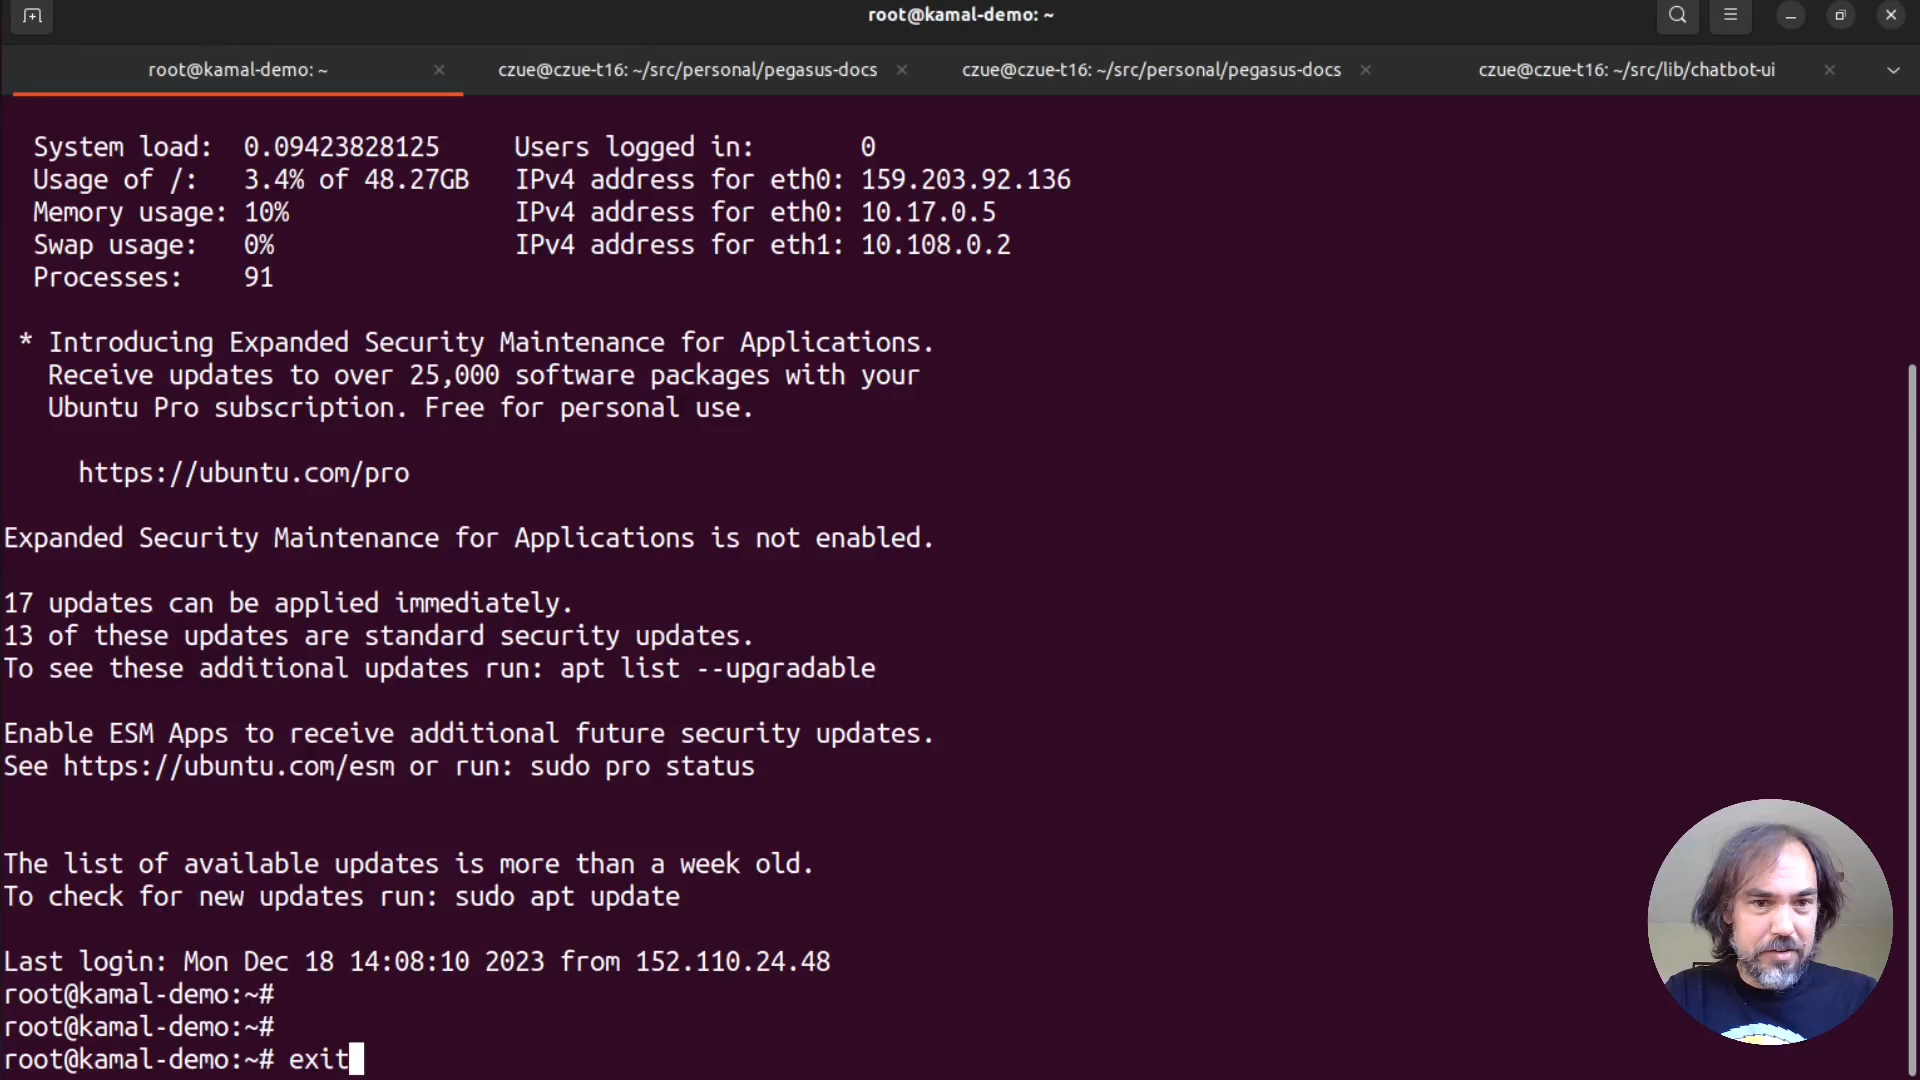 root@kamal-demo: ~
root@kamal-demo: ~ czue@czue-t16: ~/src/personal/pegasus-docs czue@czue-t16: ~/src/personal/pegasus-docs czue@czue-t16: ~/src/lib/chatbot-ui
System load: 0.09423828125 Users logged in: 0
Usage of /: 3.4% of 48.27GB IPv4 address for eth0: 159.203.92.136
Memory usage: 10% IPv4 address for eth0: 10.17.0.5
Swap usage: 0% IPv4 address for eth1: 10.108.0.2
Processes: 91
* Introducing Expanded Security Maintenance for Applications.
Receive updates to over 25,000 software packages with your
Ubuntu Pro subscription. Free for personal use.
https://ubuntu.com/pro
Expanded Security Maintenance for Applications is not enabled.
17 updates can be applied immediately.
13 of these updates are standard security updates.
To see these additional updates run: apt list --upgradable
Enable ESM Apps to receive additional future security updates.
See https://ubuntu.com/esm or run: sudo pro status
The list of available updates is more than a week old.
To check for new updates run: sudo apt update
Last login: Mon Dec 18 14:08:10 2023 from 152.110.24.48
root@kamal-demo:~#
root@kamal-demo:~#
root@kamal-demo:~# exit